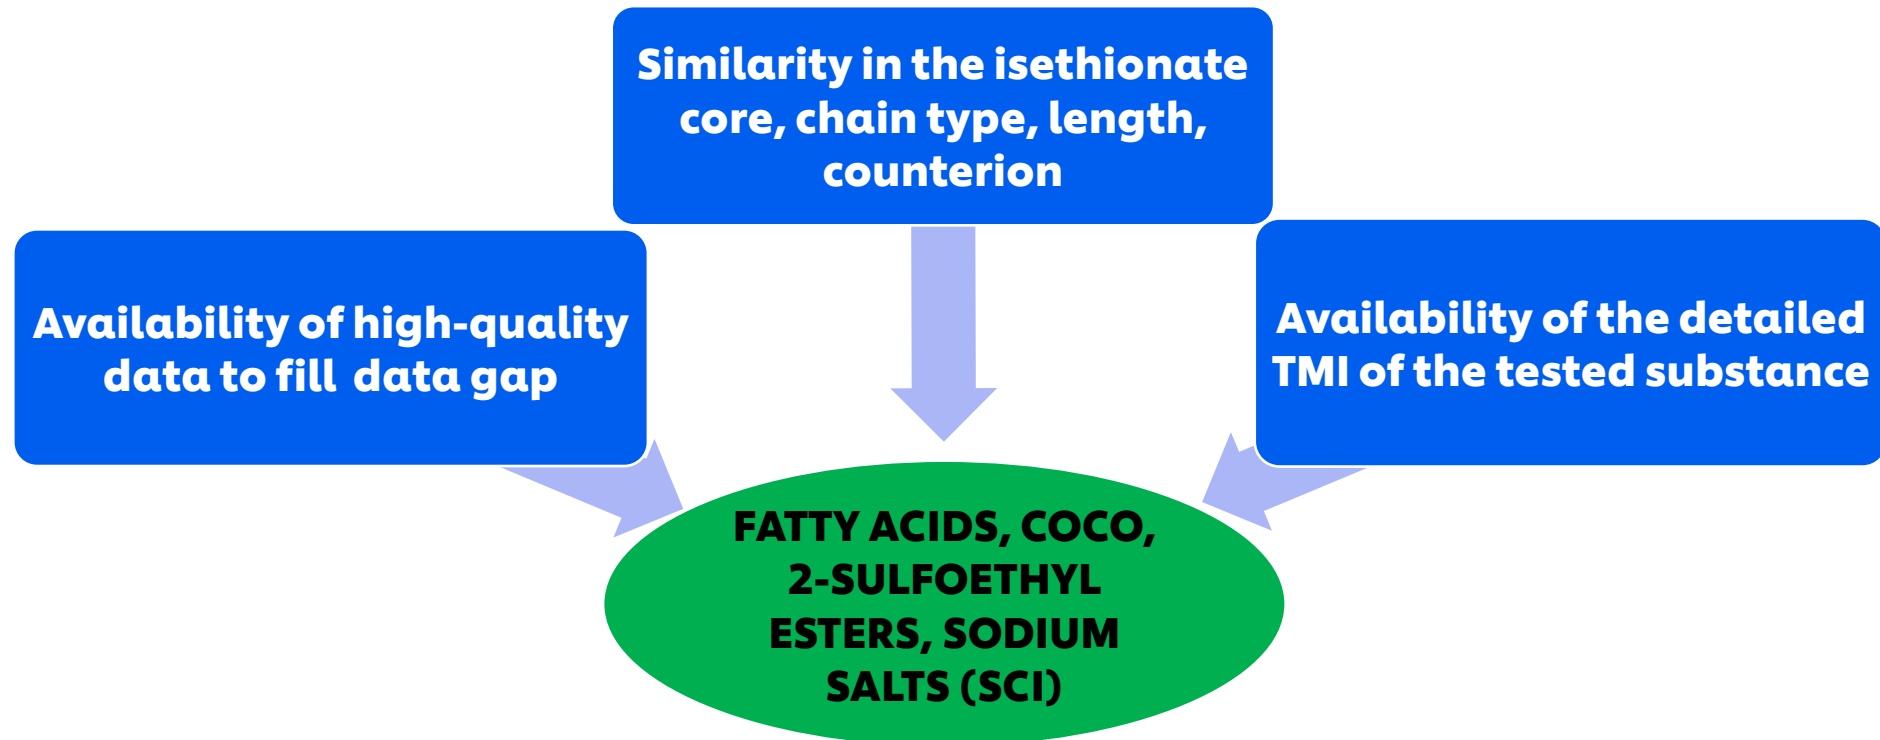 Similarity in the isethionate
core, chain type, length,
counterion
Availability of high-quality
data to fill  data gap
Availability of the detailed
TMI of the tested substance
FATTY ACIDS, COCO,
2-SULFOETHYL
ESTERS, SODIUM
SALTS (SCI)